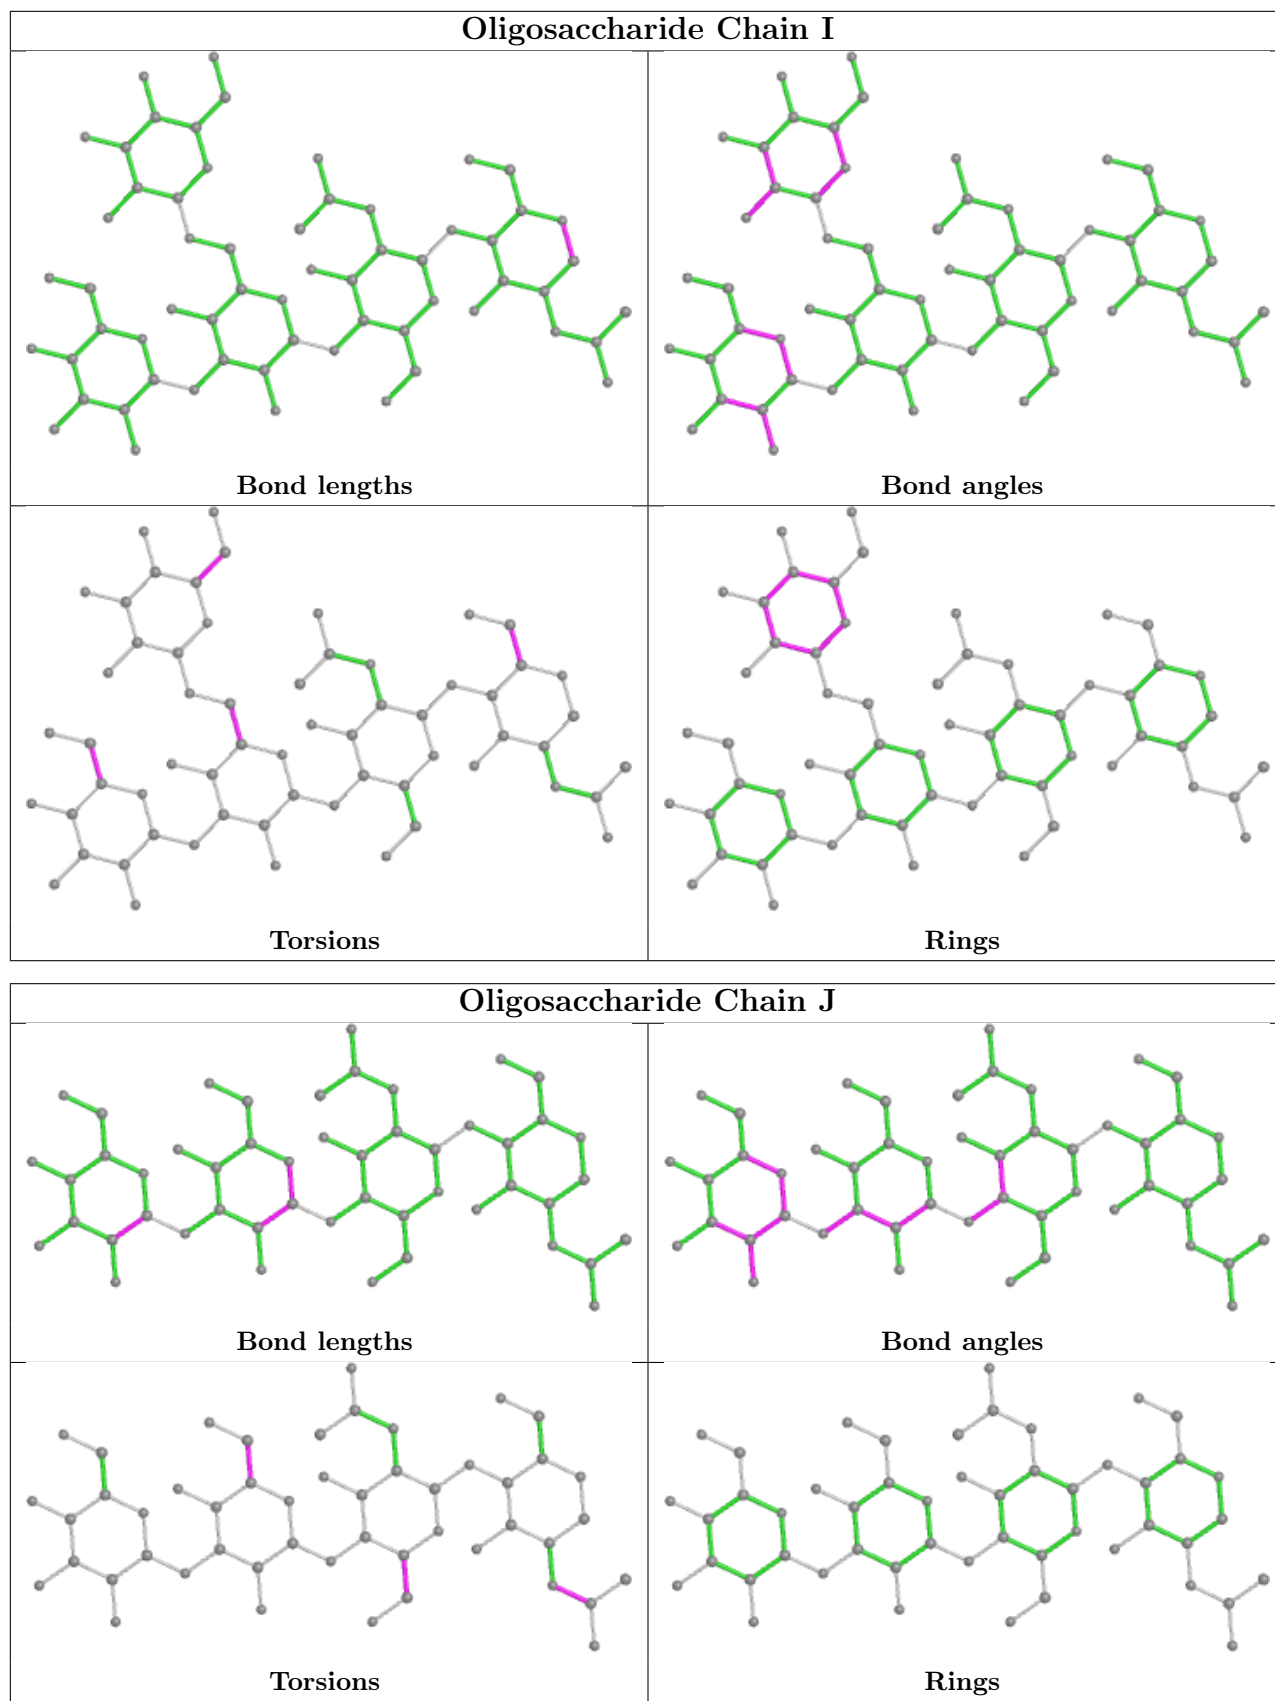 Oligosaccharide Chain I
Bond lengths
Bond angles
Torsions
Rings
Oligosaccharide Chain J
Bond lengths
Bond angles
Torsions
Rings